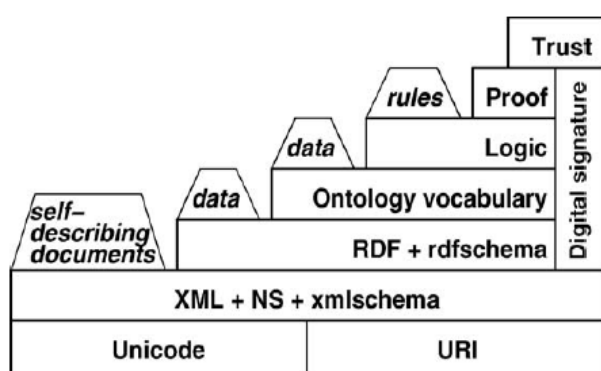 Trust
rules
Proof
data
Logic
data
Ontology vocabulary
Digital signature
self-
describing
documents
RDF + rdfschema
XML + NS + xmlschema
Unicode
URI